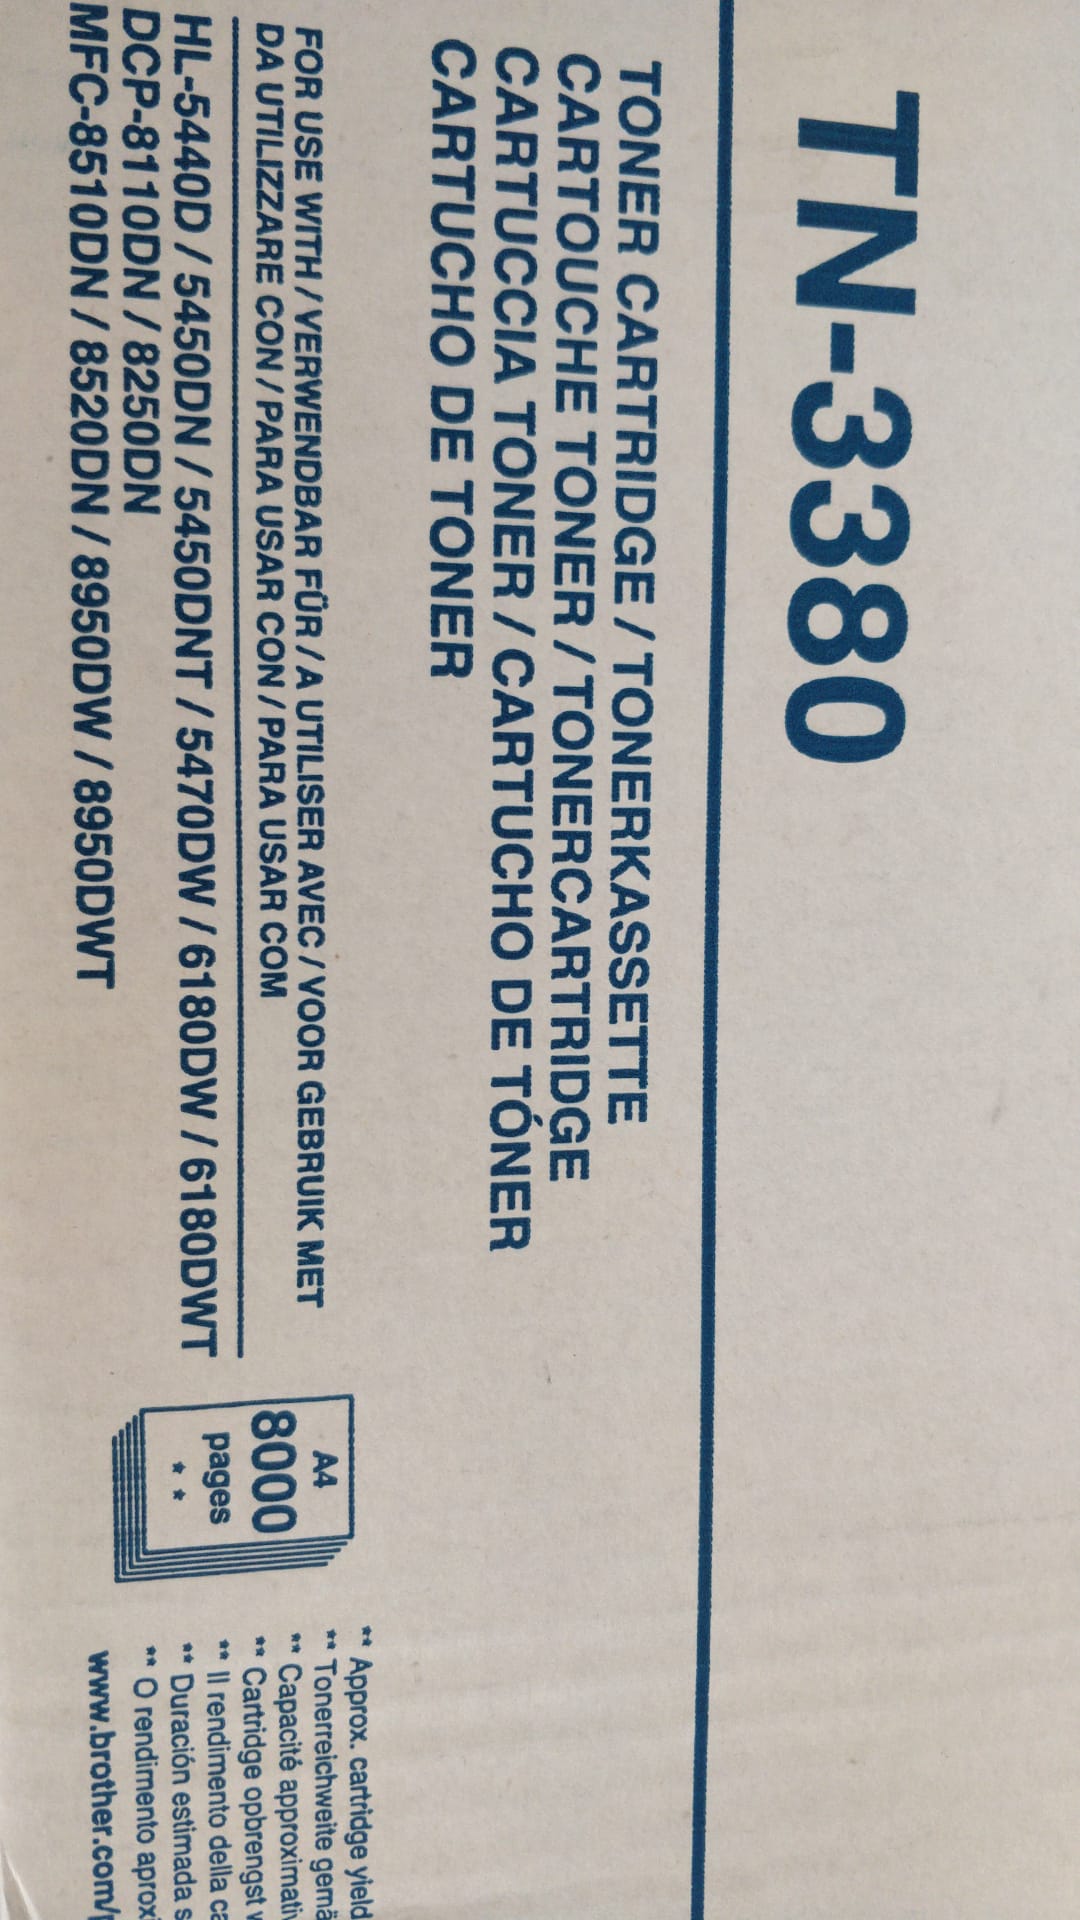 TN-3380
TONER CARTRIDGE / TONERKASSETTE
CARTOUCHE TONER / TONERCARTRIDGE
CARTUCCIA TONER / CARTUCHO DE TÓNER
CARTUCHO DE TONER
FOR USE WITH / VERWENDBAR FÜR / A UTILISER AVEC / VOOR GEBRUIK MET
DA UTILIZZARE CON / PARA USAR CON / PARA USAR COM
HL-5440D / 5450DN / 5450DNT / 5470DW / 6180DW / 6180DWT
DCP-8110DN / 8250DN
MFC-8510DN / 8520DN / 8950DW / 8950DWT
A4
8000
pages
**
** Approx. cartridge yield
** Tonerreichweite gemä
** Capacité approximativ
** Cartridge opbrengst v
** Il rendimento della ca
** Duración estimada s
** O rendimento aproxi
www.brother.com/